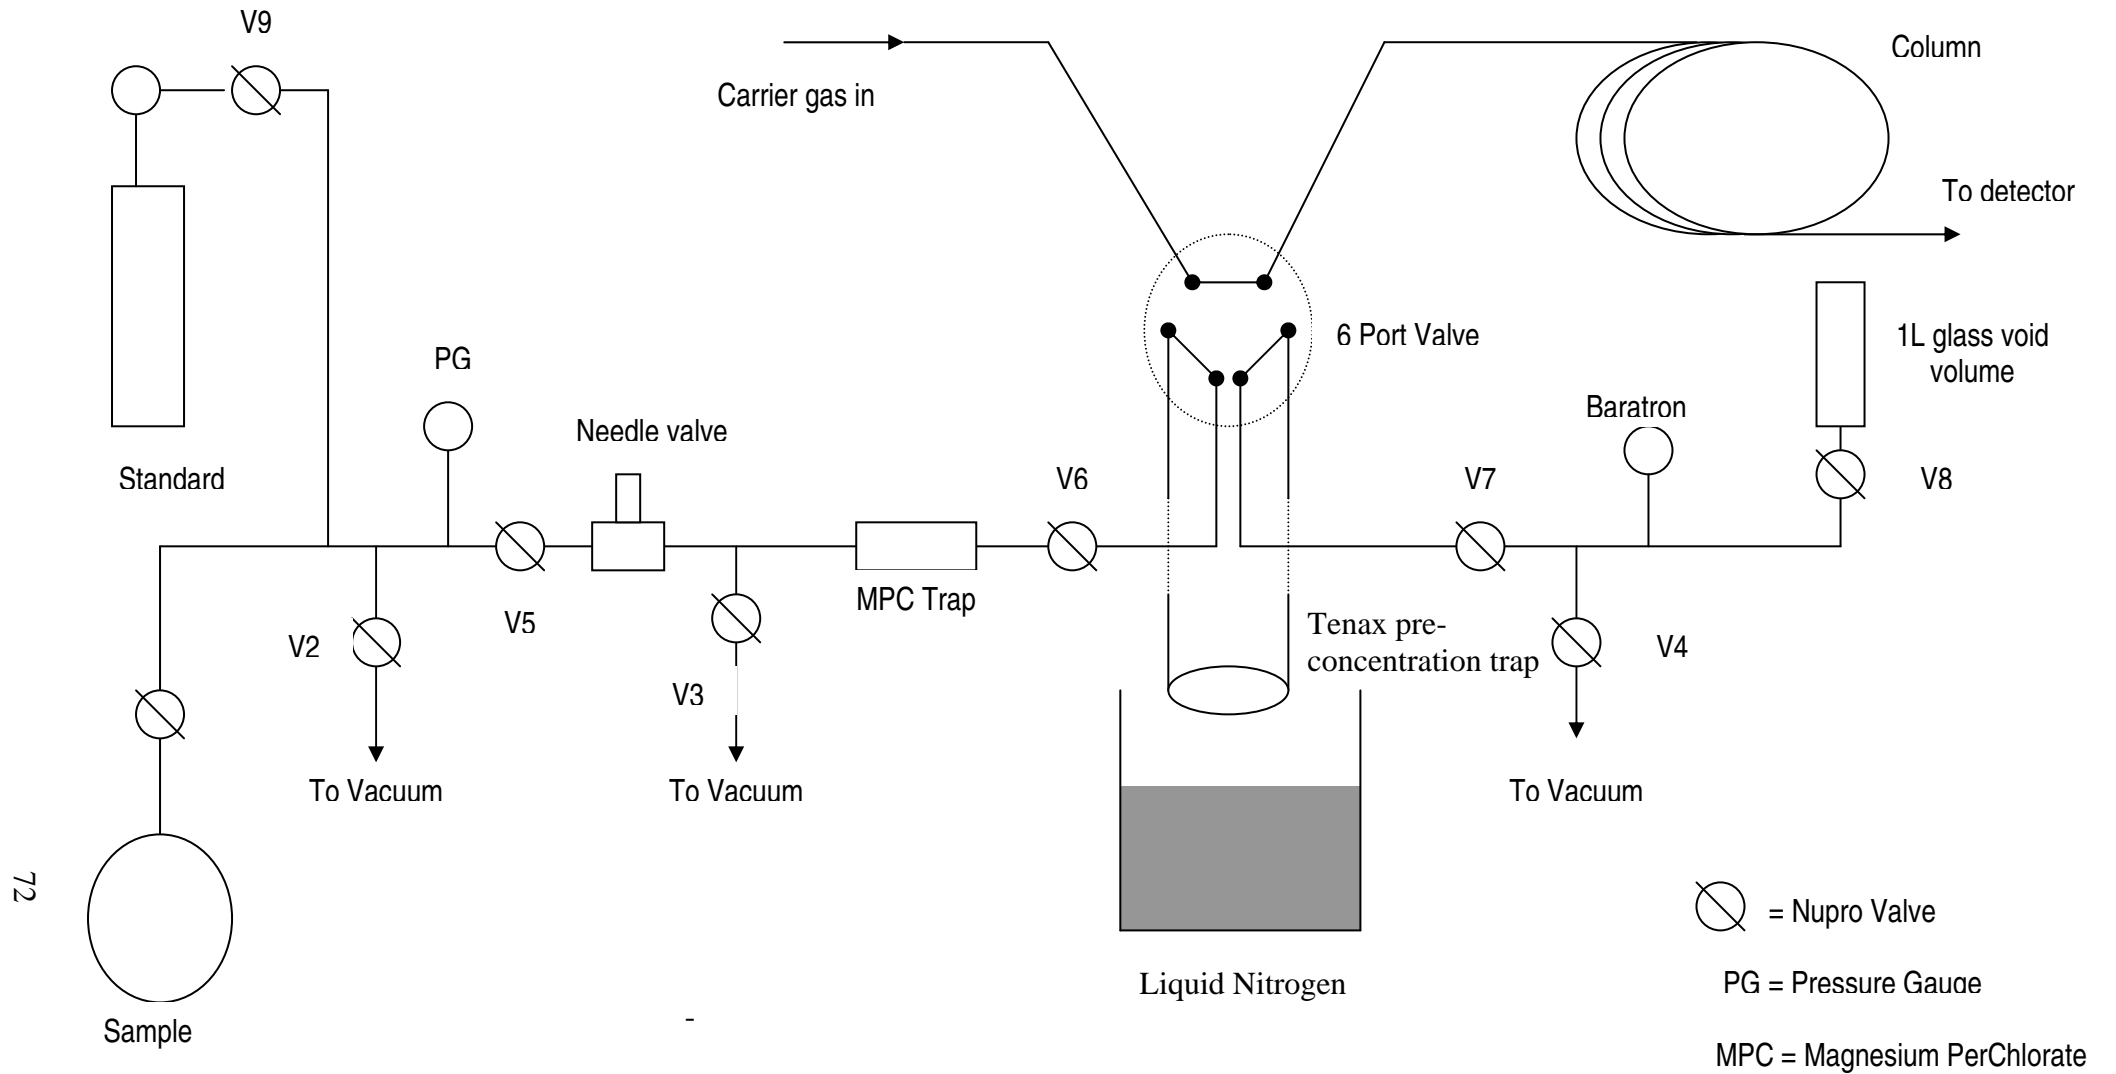 V9
Column
Carrier gas in
To detector
6 Port Valve
1L glass void
volume
PG
Baratron
Needle valve
Standard
V6
V7
V8
MPC Trap
V5
Tenax pre-
concentration trap
V2
V4
V3
To Vacuum
To Vacuum
To Vacuum
72
= Nupro Valve
Liquid Nitrogen
PG = Pressure Gauge
Sample
-
MPC = Magnesium PerChlorate